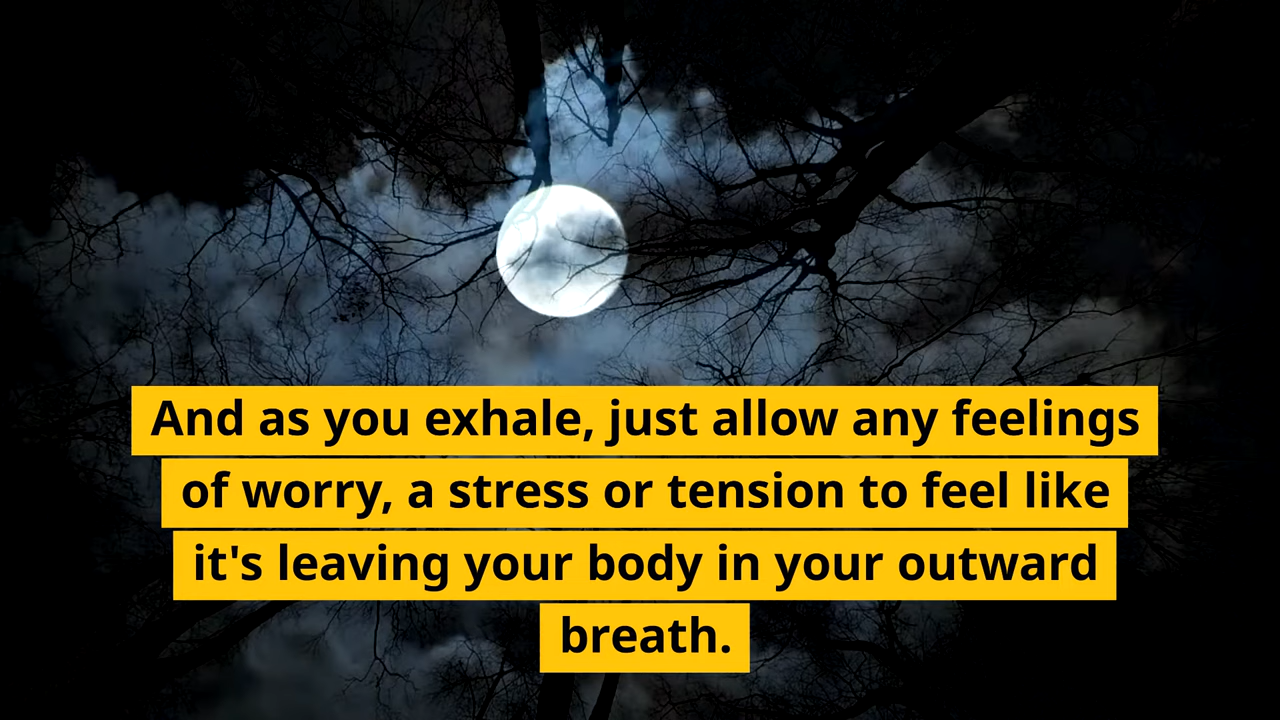 And as you exhale, just allow any feelings
of worry, a stress or tension to feel like
it's leaving your body in your outward
breath.